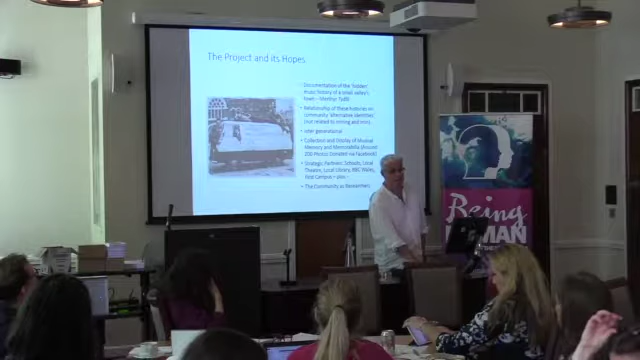 The Project and its Hopes
Documentation of the 'hidden'
music history of a small valley's
town – Merthyr Tydfil
Relationship of these histories on
community 'alternative identities'
(not related to mining and iron)
Inter generational
Collection and Display of Musical
Memory and Memorabilia (Around
200 Photos Donated via Facebook)
Strategic Partners: Schools, Local
Theatre, Local Library, BBC Wales,
The Community as Researchers
Being
HUMAN